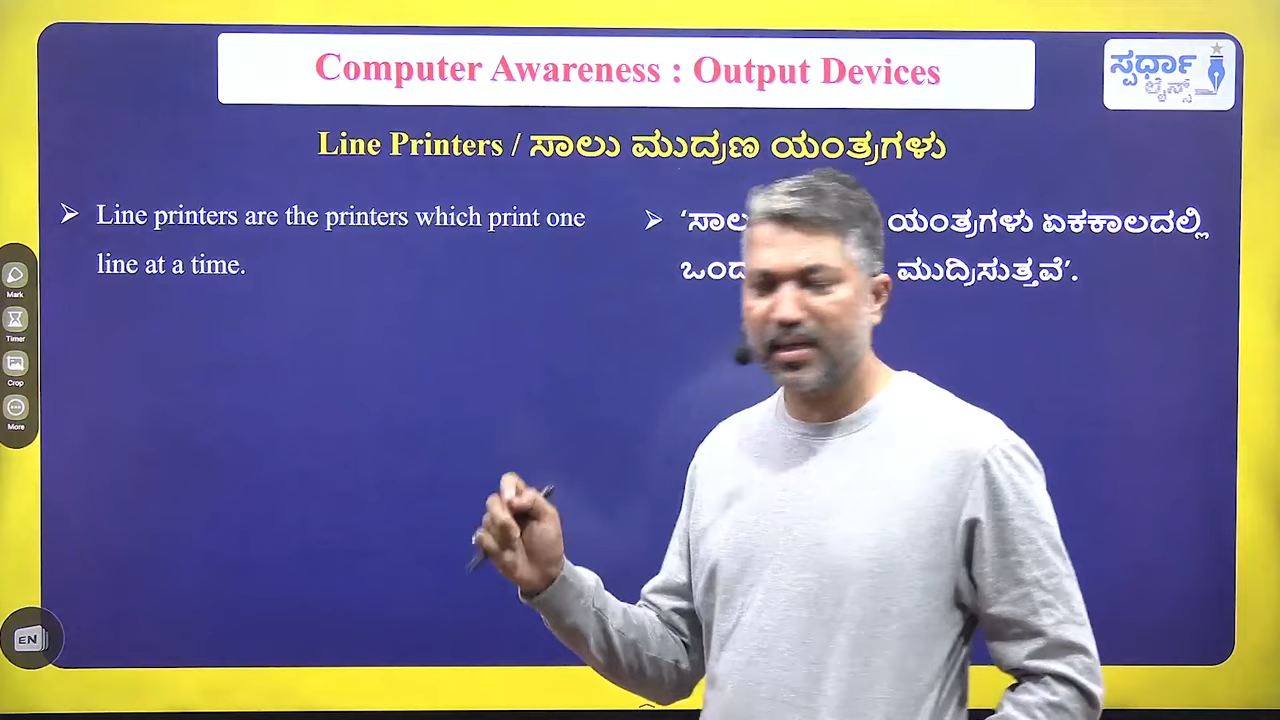 Computer Awareness : Output Devices
ಸ್ಪರ್ಧಾ
Line Printers / ಸಾಲು ಮುದ್ರಣ ಯಂತ್ರಗಳು
Line printers are the printers which print one
line at a time.
ಯಂತ್ರಗಳು ಏಕಕಾಲದಲ್ಲಿ
ಮುದ್ರಿಸುತ್ತವೆ’.
Mark
Timer
Crop
More
EN